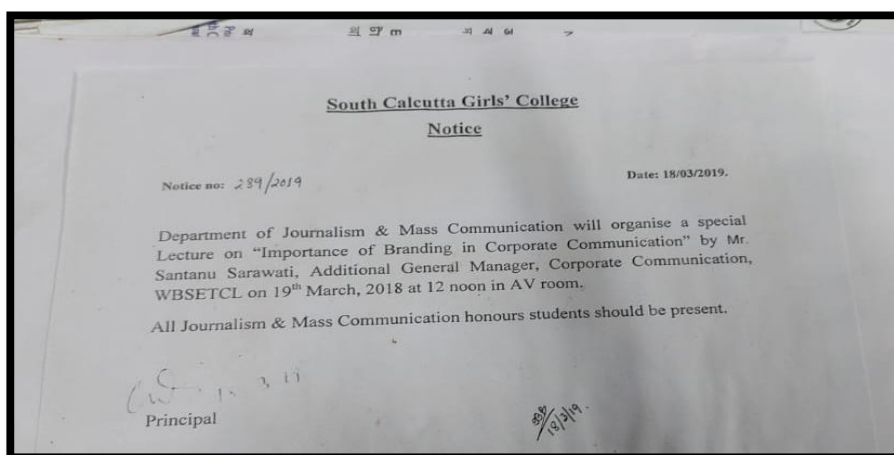 South Calcutta Girls' College
Notice
Notice no: 289/2019
Date: 18/03/2019.
Department of Journalism & Mass Communication will organise a special
Lecture on "Importance of Branding in Corporate Communication" by Mr.
Santanu Sarawati, Additional General Manager, Corporate Communication,
WBSETCL on 19th March, 2018 at 12 noon in AV room.
All Journalism & Mass Communication honours students should be present.
Principal
18/3/19.